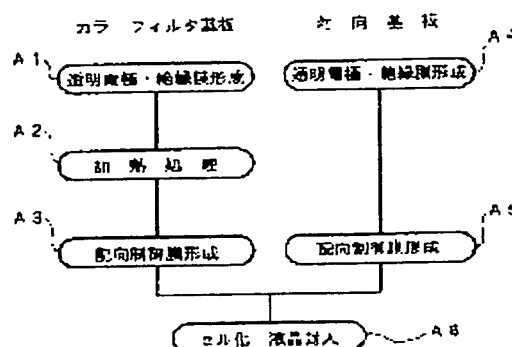 カラーフィルタ基板
対向基板
A1
透明電極・絶縁膜形成
A4
透明電極・絶縁膜形成
A2
加熱処理
A3
配向制御膜形成
A5
配向制御膜形成
セル化 液晶封入
A6